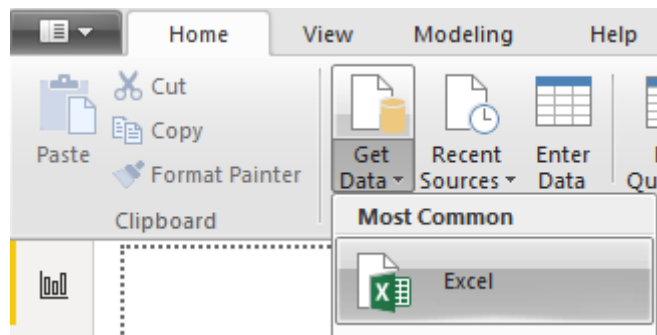 Home View Modeling Help
Cut
Copy
Paste
Format Painter
Get Data
Recent Sources
Enter Data
Clipboard
Most Common
Excel